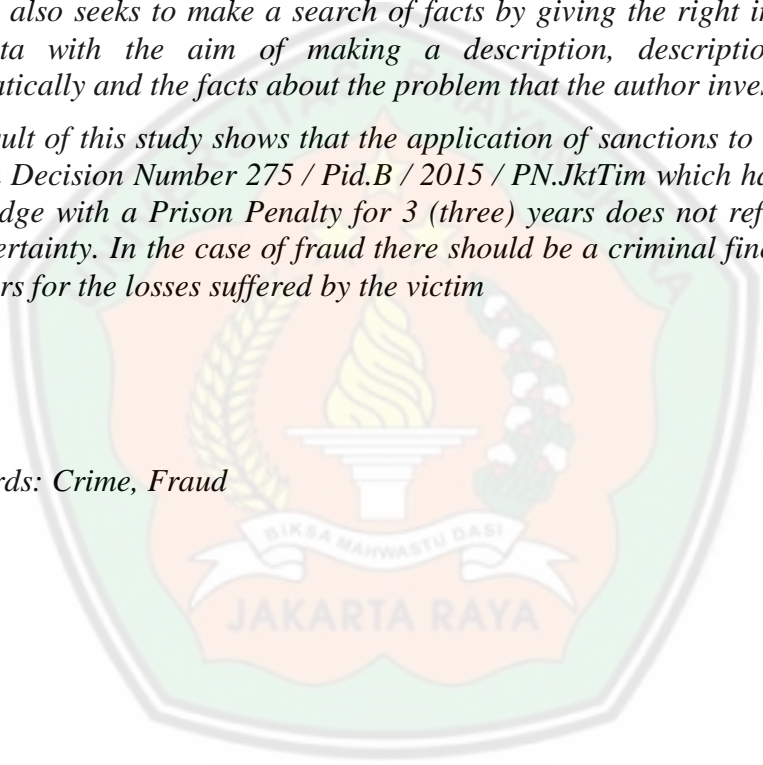 also seeks to make a search of facts by giving the right in
ta with the aim of making a description, descriptio
atically and the facts about the problem that the author inves
ult of this study shows that the application of sanctions to
Decision Number 275 / Pid.B / 2015 / PN.JktTim which ha
dge with a Prison Penalty for 3 (three) years does not ref
ertainty. In the case of fraud there should be a criminal fine
rs for the losses suffered by the victim
rds: Crime, Fraud
BIKSA MAHWASTU DASI
JAKARTA RAYA